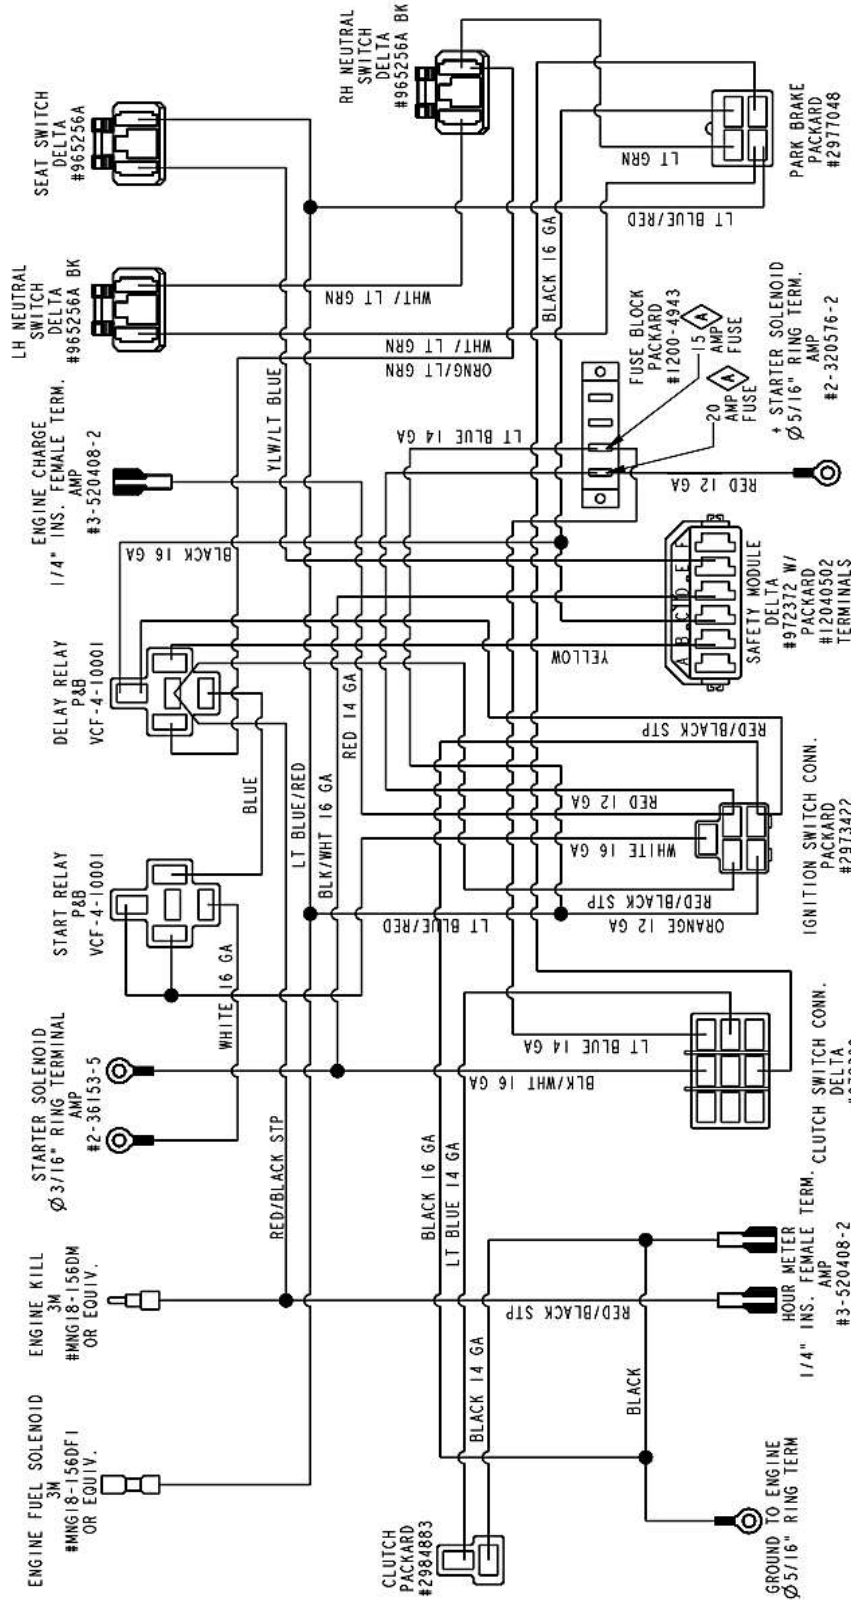 ENGINE FUEL SOLENOID
3M
#MNG18-156DF1
OR EQUIV.
ENGINE KILL
3M
#MNG18-156DM
OR EQUIV.
STARTER SOLENOID
Ø3/16" RING TERMINAL
AMP
#2-36153-5
START RELAY
P&B
VCF-4-10001
DELAY RELAY
P&B
VCF-4-10001
ENGINE CHARGE
1/4" INS. FEMALE TERM.
AMP
#3-520408-2
LH NEUTRAL
SWITCH
DELTA
#965256A BK
SEAT SWITCH
DELTA
#965256A
RH NEUTRAL
SWITCH
DELTA
#965256A BK
WHITE 16 GA
BLUE
BLACK 16 GA
YLW/LT BLUE
WHT/ LT GRN
WHT/ LT GRN
ORNG/LT GRN
RED/BLACK STP
LT BLUE/RED
BLK/WHT 16 GA
RED 14 GA
LT BLUE 14 GA
BLACK 16 GA
LT GRN
LT BLUE/RED
YELLOW
LT BLUE/RED
ORANGE 12 GA
RED/BLACK STP
WHITE 16 GA
RED 12 GA
RED/BLACK STP
RED 12 GA
BLACK 16 GA
LT BLUE 14 GA
BLK/WHT 16 GA
LT BLUE 14 GA
BLACK 14 GA
RED/BLACK STP
BLACK
CLUTCH
PACKARD
#2984883
GROUND TO ENGINE
Ø5/16" RING TERM
HOUR METER
1/4" INS. FEMALE TERM.
AMP
#3-520408-2
CLUTCH SWITCH CONN.
DELTA
IGNITION SWITCH CONN.
PACKARD
#2973422
A B C D E F
SAFETY MODULE
DELTA
#972372 W/
PACKARD
#12040502
TERMINALS
FUSE BLOCK
PACKARD
#1200-4943
15 A
AMP
FUSE
20 A
AMP
FUSE
+ STARTER SOLENOID
Ø5/16" RING TERM.
AMP
#2-320576-2
PARK BRAKE
PACKARD
#2977048